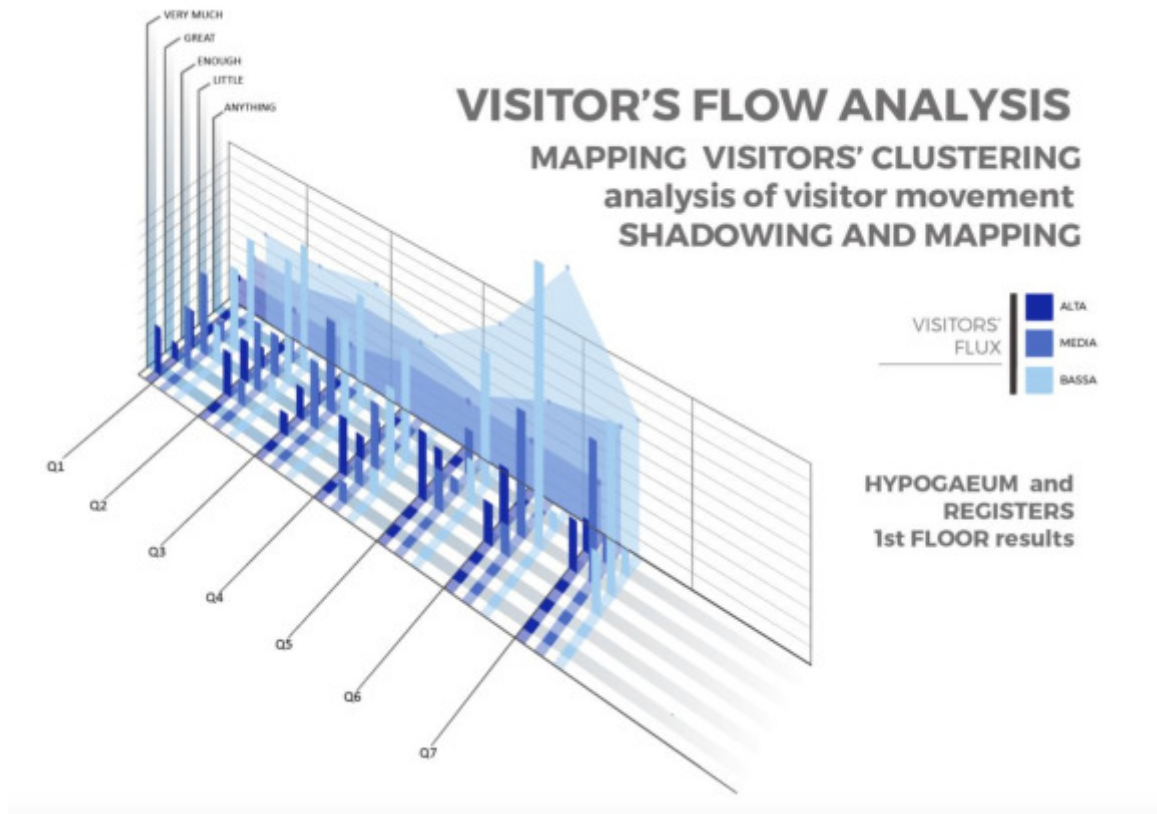 VERY MUCH
GREAT
ENOUGH
LITTLE
ANYTHING
VISITOR'S FLOW ANALYSIS
MAPPING VISITORS' CLUSTERING
analysis of visitor movement
SHADOWING AND MAPPING
VISITORS'
FLUX
ALTA
MEDIA
BASSA
HYPOGAEUM and
REGISTERS
1st FLOOR results
Q1
Q2
Q3
Q4
Q5
Q6
Q7